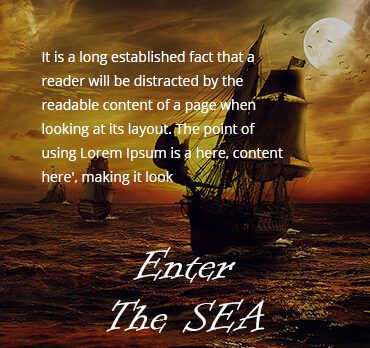 It is a long established fact that a
reader will be distracted by the
readable content of a page when
looking at its layout. The point of
using Lorem Ipsum is a here, content
here', making it look
Enter
The SEA